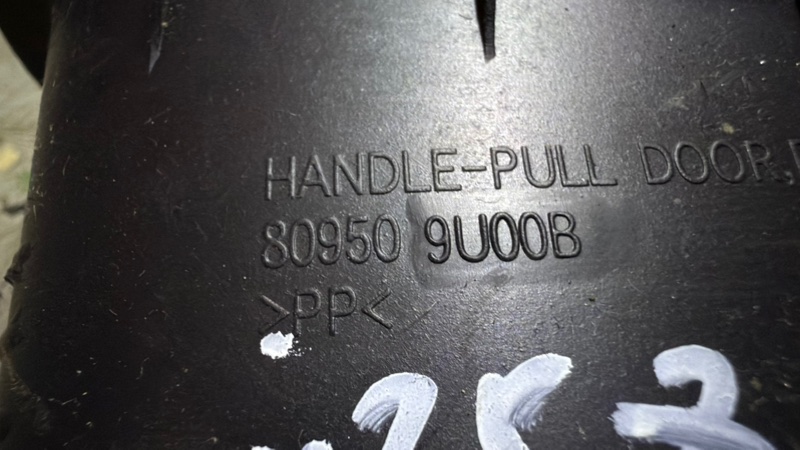 HANDLE-PULL DOOR,
80950 9U00B
>PP<